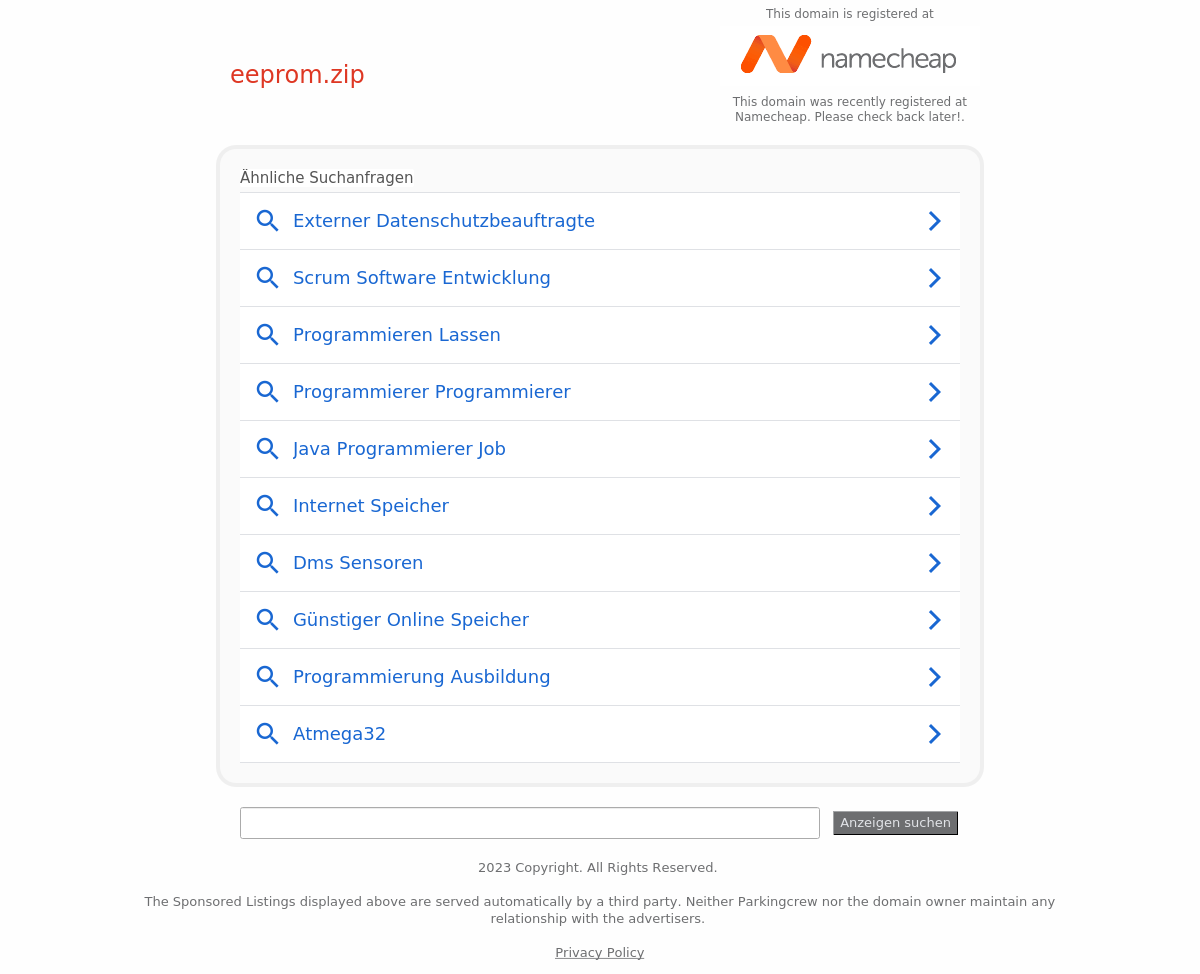 This domain is registered at
namecheap
eeprom.zip
This domain was recently registered at
Namecheap. Please check back later!.
Ähnliche Suchanfragen
Externer Datenschutzbeauftragte
Scrum Software Entwicklung
Programmieren Lassen
Programmierer Programmierer
Java Programmierer Job
Internet Speicher
Dms Sensoren
Günstiger Online Speicher
Programmierung Ausbildung
Atmega32
Anzeigen suchen
2023 Copyright. All Rights Reserved.
The Sponsored Listings displayed above are served automatically by a third party. Neither Parkingcrew nor the domain owner maintain any
relationship with the advertisers.
Privacy Policy